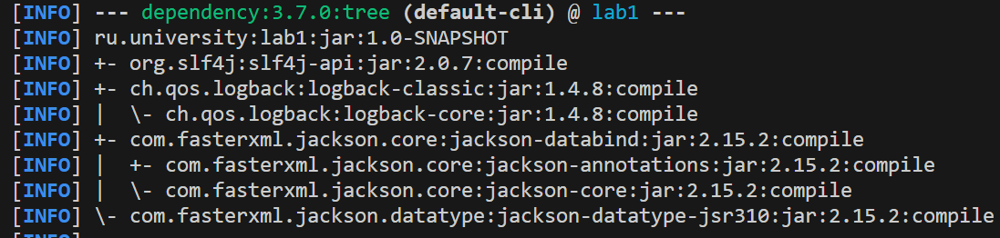 [INFO] --- dependency:3.7.0:tree (default-cli) @ lab1 ---
[INFO] ru.university:lab1:jar:1.0-SNAPSHOT
[INFO] +- org.slf4j:slf4j-api:jar:2.0.7:compile
[INFO] +- ch.qos.logback:logback-classic:jar:1.4.8:compile
[INFO] |  \- ch.qos.logback:logback-core:jar:1.4.8:compile
[INFO] +- com.fasterxml.jackson.core:jackson-databind:jar:2.15.2:compile
[INFO] |  +- com.fasterxml.jackson.core:jackson-annotations:jar:2.15.2:compile
[INFO] |  \- com.fasterxml.jackson.core:jackson-core:jar:2.15.2:compile
[INFO] \- com.fasterxml.jackson.datatype:jackson-datatype-jsr310:jar:2.15.2:compile